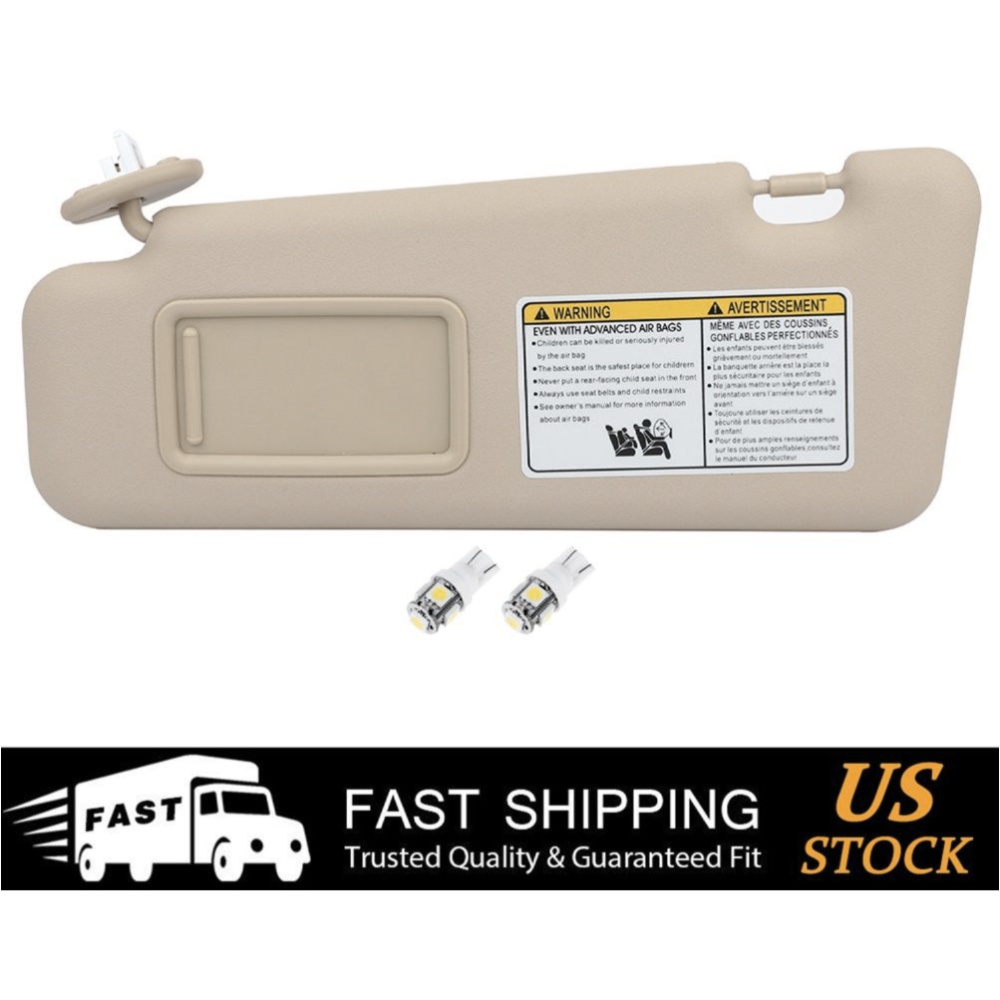 WARNING
EVEN WITH ADVANCED AIR BAGS
•Children can be killed or seriously injured
by the air bag
•The back seat is the safest place for childrern
•Never put a rear-facing child seat in the front
•Always use seat belts and child restraints
•See owner's manual for more information
about air bags
AVERTISSEMENT
MÊME AVEC DES COUSSINS
GONFLABLES PERFECTIONNÉS
• Les enfants peuvent être blessés
grièvement ou mortellement
• La banquette arrière est la place la
plus sécuritaire pour les enfants
• Ne jamais mettre un siège d'enfant à
orientation vers l'arrière sur un siège
avant
• Toujoure utiliser les ceintures de
sécurité et les dispositifs de retenue
d'enfant
• Pour de plus amples renseignements
sur les coussins gonflables,consultez
le manuel du conducteur
FAST
FAST SHIPPING
Trusted Quality & Guaranteed Fit
US
STOCK